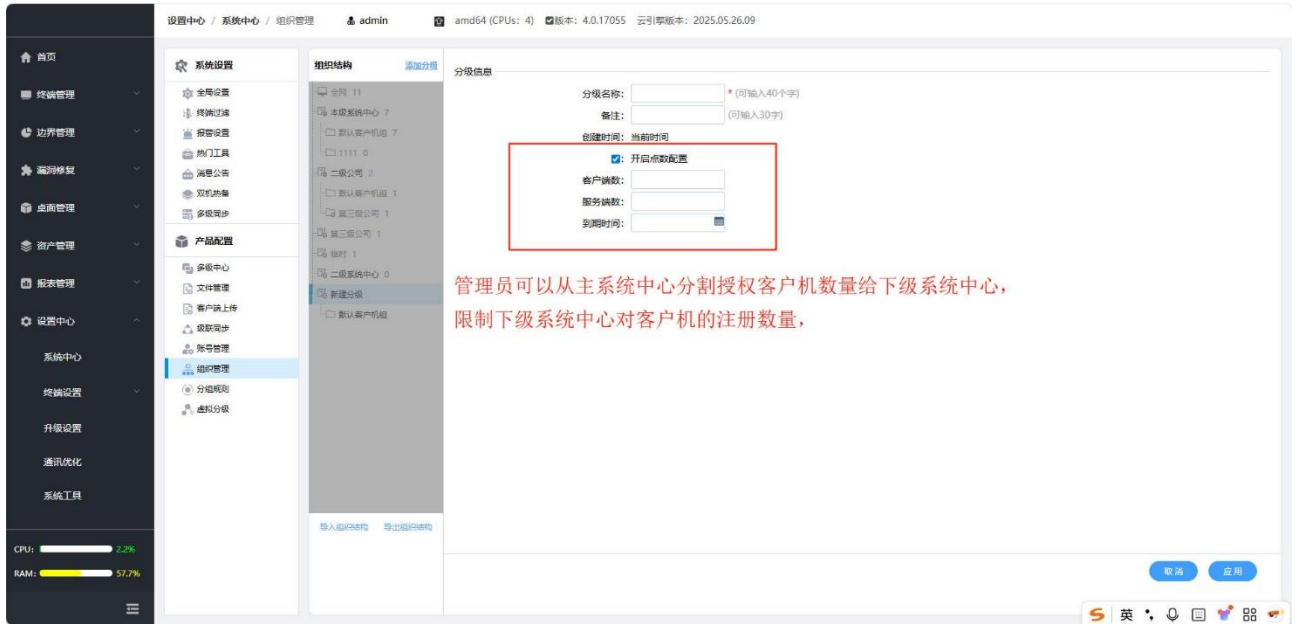 设置中心 / 系统中心 / 组织管理 admin amd64 (CPUs: 4) 版本: 4.0.17055 云引擎版本: 2025.05.26.09
首页
终端管理
边界管理
漏洞修复
桌面管理
资产管理
报表管理
设置中心
系统中心
终端设置
升级设置
通讯优化
系统工具
CPU: 2.2%
RAM: 57.7%
系统设置
全局设置
终端过滤
报警设置
热门工具
消息公告
双机热备
多级同步
产品配置
多级中心
文件管理
客户端上传
级联同步
账号管理
组织管理
分组规则
虚拟分级
组织结构 添加分级
全网 11
本级系统中心 7
默认客户机组 7
1111 0
二级公司 2
默认客户机组 1
第三级公司 1
第三级公司 1
临时 1
二级系统中心 0
新建分级
默认客户机组
导入组织结构 导出组织结构
分级信息
分级名称: * (可输入40个字)
备注: (可输入30字)
创建时间: 当前时间
: 开启点数配置
客户端数:
服务端数:
到期时间:
管理员可以从主系统中心分割授权客户机数量给下级系统中心，
限制下级系统中心对客户机的注册数量，
取消 应用
英